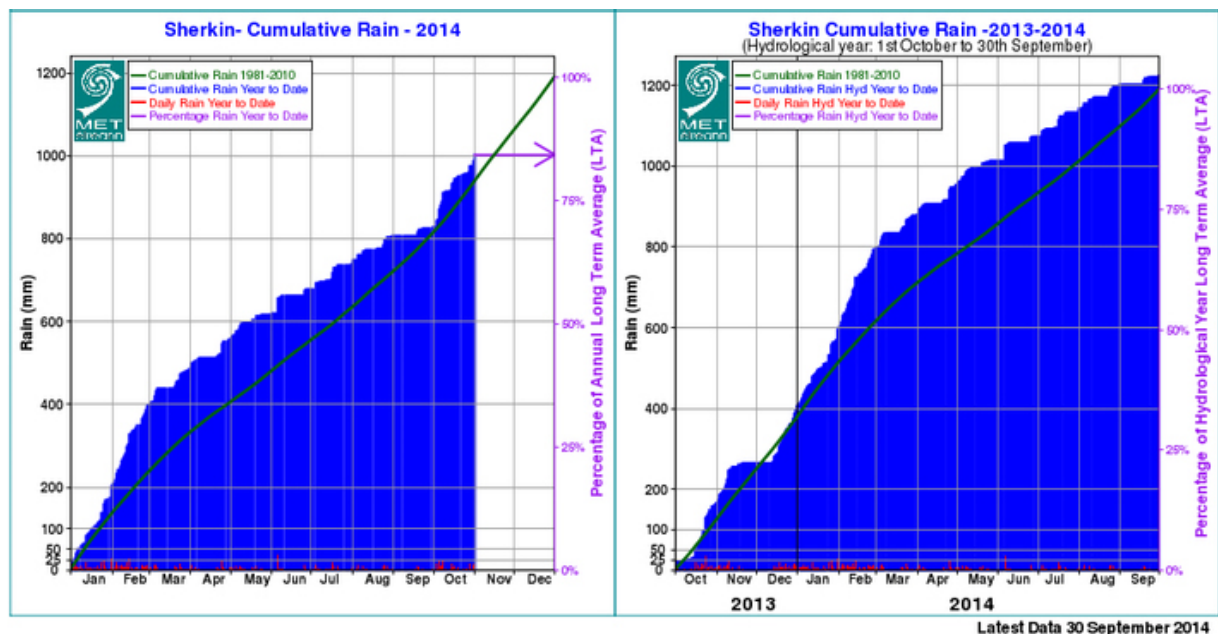 Sherkin- Cumulative Rain - 2014
1200
1000
800
600
400
200
100
50
25
0
Rain (mm)
MET
éireann
Cumulative Rain 1981-2010
Cumulative Rain Year to Date
Daily Rain Year to Date
Percentage Rain Year to Date
100%
75%
50%
25%
0%
Percentage of Annual Long Term Average (LTA)
Jan Feb Mar Apr May Jun Jul Aug Sep Oct Nov Dec
Sherkin Cumulative Rain -2013-2014
(Hydrological year: 1st October to 30th September)
1200
1000
800
600
400
200
100
50
25
0
Rain (mm)
MET
éireann
Cumulative Rain 1981-2010
Cumulative Rain Hyd Year to Date
Daily Rain Hyd Year to Date
Percentage Rain Hyd Year to Date
100%
75%
50%
25%
0%
Percentage of Hydrological Year Long Term Average (LTA)
Oct Nov Dec Jan Feb Mar Apr May Jun Jul Aug Sep
2013 2014
Latest Data 30 September 2014